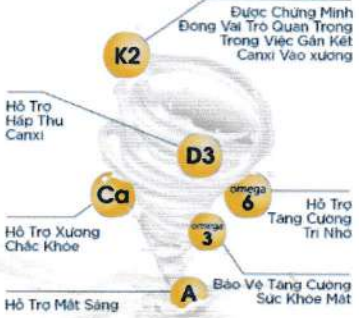 Được Chứng Minh
Đóng Vai Trò Quan Trọng
Trong Việc Gắn Kết
Canxi Vào xương
K2
Hỗ Trợ
Hấp Thu
Canxi
D3
Ca
omega
6
Hỗ Trợ
Tăng Cường
Trí Nhớ
omega
3
Hỗ Trợ Xương
Chắc Khỏe
Bảo Vệ Tăng Cường
Sức Khỏe Mắt
A
Hỗ Trợ Mắt Sáng